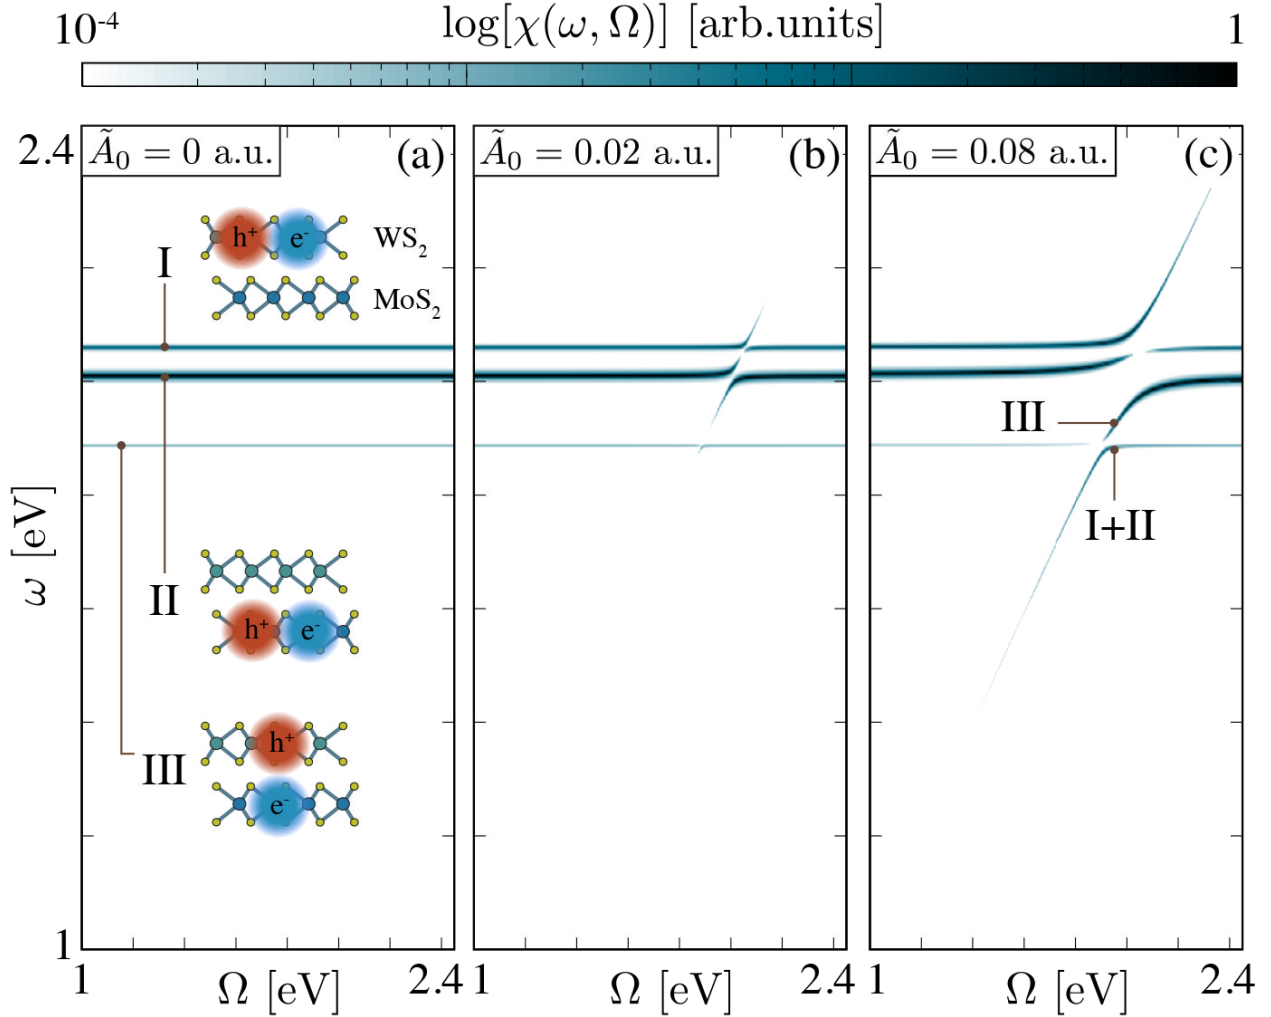 10^-4 log[χ(ω, Ω)] [arb.units] 1
Ã₀ = 0 a.u. (a)
Ã₀ = 0.02 a.u. (b)
Ã₀ = 0.08 a.u. (c)
2.4
h⁺ e⁻ WS₂
I
MoS₂
III
I+II
II
h⁺ e⁻
h⁺
III
e⁻
ω [eV]
1
1 Ω [eV] 2.4
Ω [eV] 2.4
1 Ω [eV] 2.4